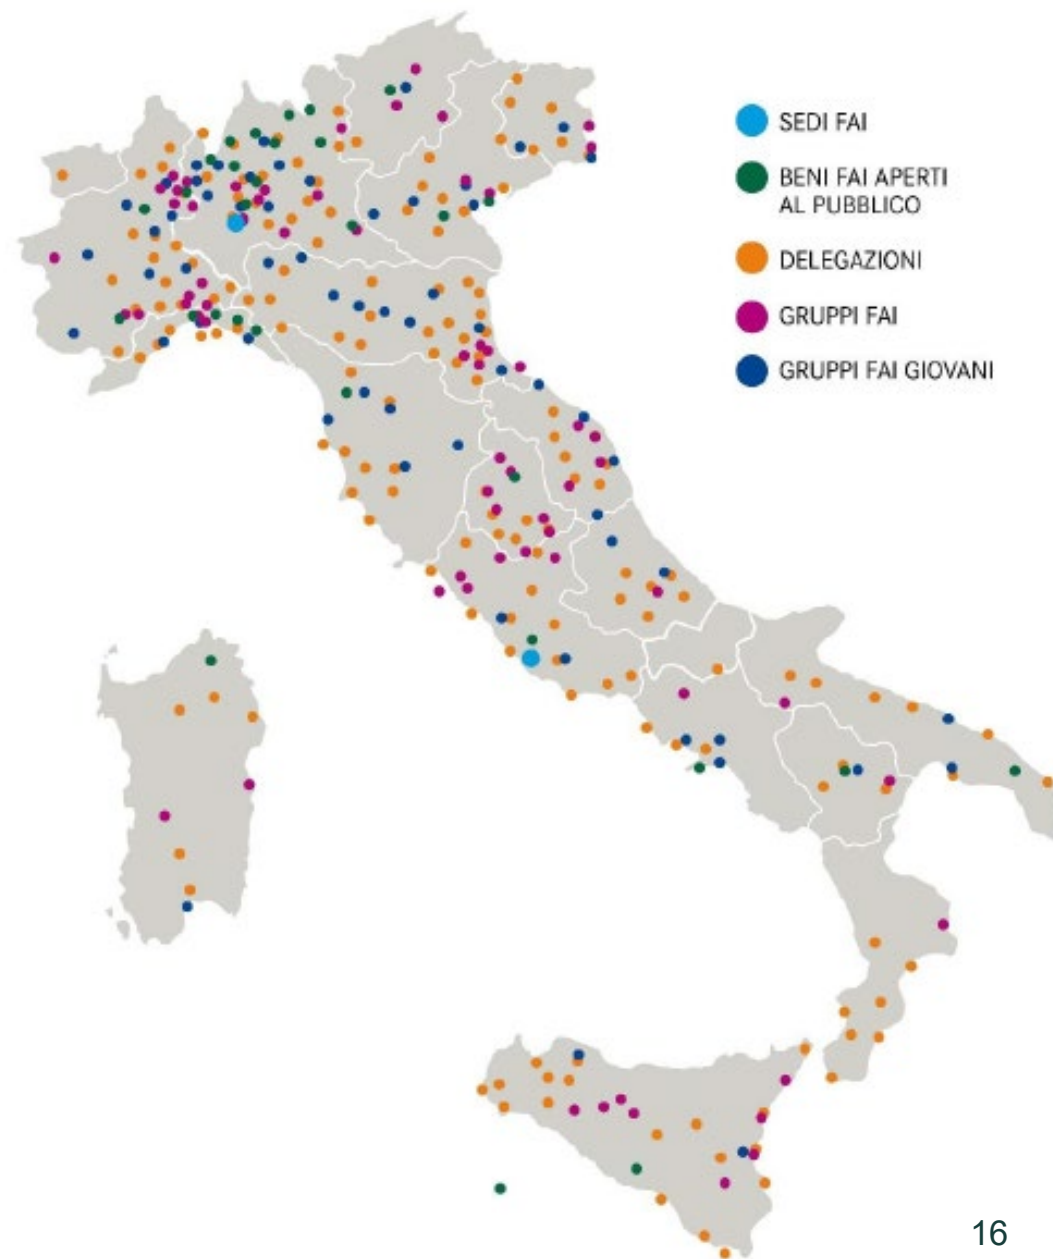 SEDI FAI
BENI FAI APERTI
AL PUBBLICO
DELEGAZIONI
GRUPPI FAI
GRUPPI FAI GIOVANI
16